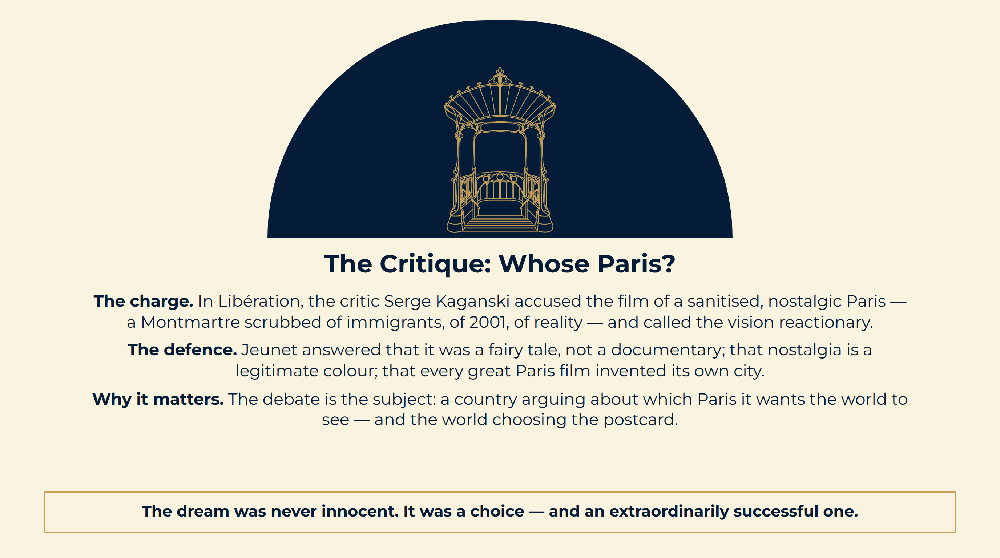 The Critique: Whose Paris?
The charge. In Libération, the critic Serge Kaganski accused the film of a sanitised, nostalgic Paris —
a Montmartre scrubbed of immigrants, of 2001, of reality — and called the vision reactionary.
The defence. Jeunet answered that it was a fairy tale, not a documentary; that nostalgia is a
legitimate colour; that every great Paris film invented its own city.
Why it matters. The debate is the subject: a country arguing about which Paris it wants the world to
see — and the world choosing the postcard.
The dream was never innocent. It was a choice — and an extraordinarily successful one.